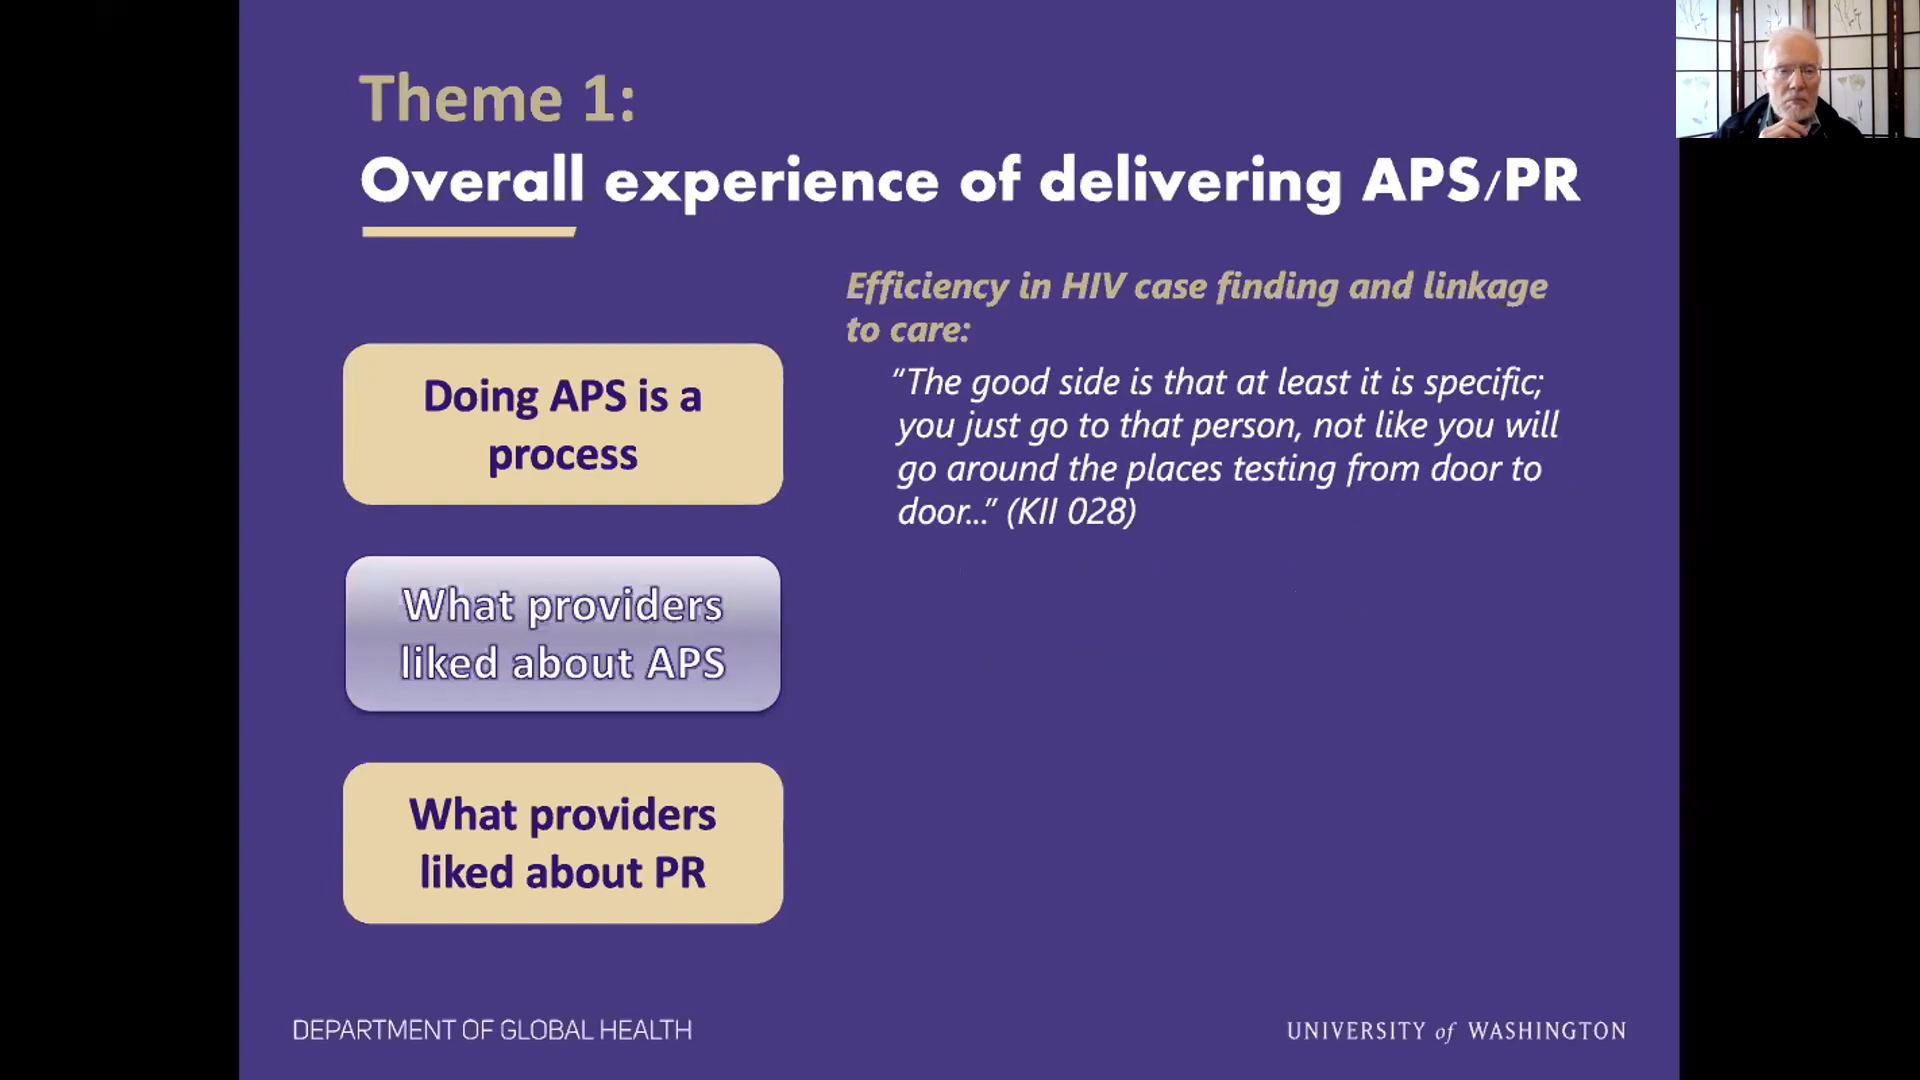 Theme 1:
Overall experience of delivering APS/PR
Doing APS is a
process
What providers
liked about APS
What providers
liked about PR
Efficiency in HIV case finding and linkage
to care:
“The good side is that at least it is specific;
you just go to that person, not like you will
go around the places testing from door to
door...” (KII 028)
DEPARTMENT OF GLOBAL HEALTH
UNIVERSITY of WASHINGTON